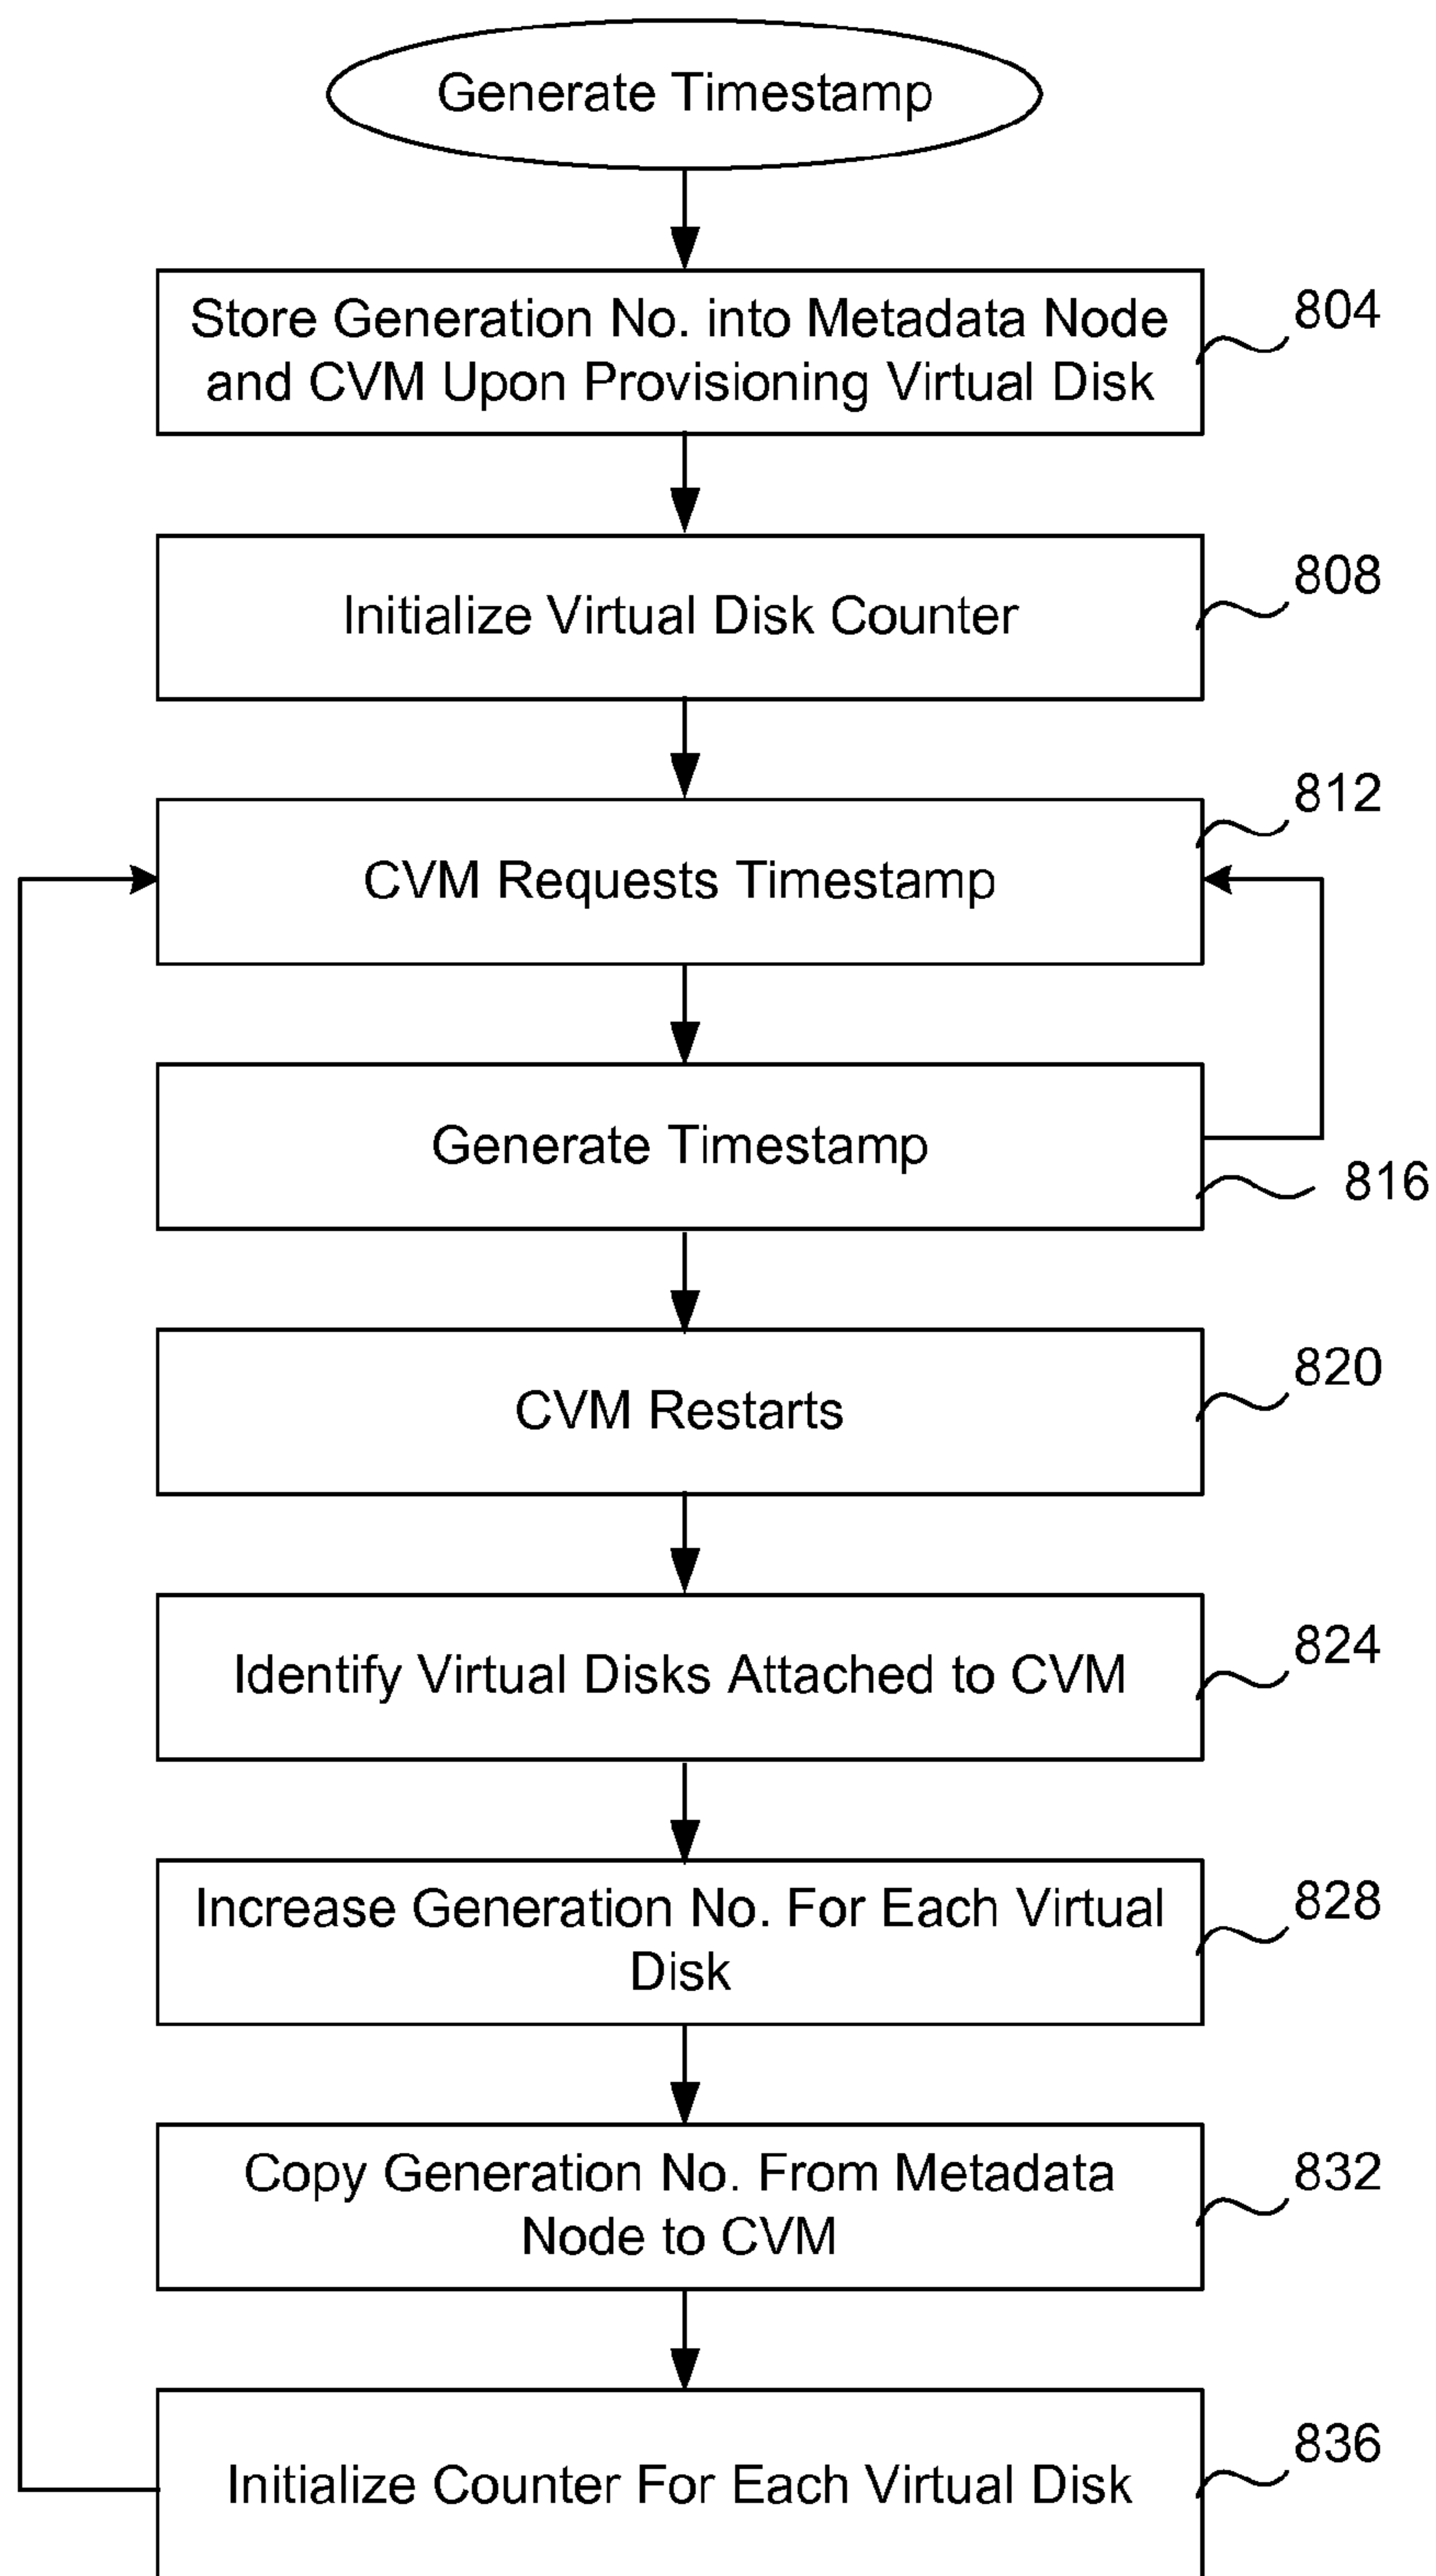 Generate Timestamp
Store Generation No. into Metadata Node
and CVM Upon Provisioning Virtual Disk
804
Initialize Virtual Disk Counter
808
812
CVM Requests Timestamp
Generate Timestamp
816
CVM Restarts
820
Identify Virtual Disks Attached to CVM
824
Increase Generation No. For Each Virtual
Disk
828
Copy Generation No. From Metadata
Node to CVM
832
Initialize Counter For Each Virtual Disk
836